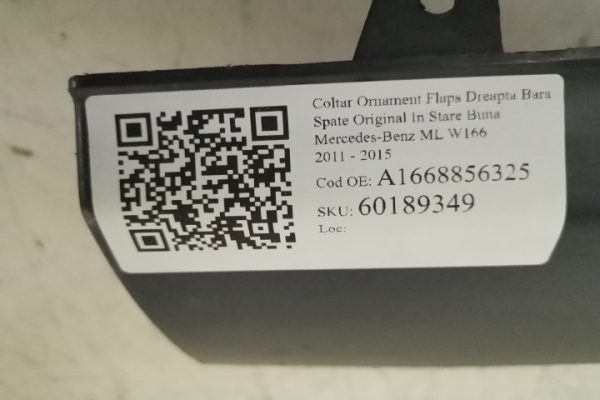 Coltar Ornament Flaps Dreapta Bara
Spate Original In Stare Buna
Mercedes-Benz ML W166
2011 - 2015
Cod OE: A1668856325
SKU: 60189349
Loc: